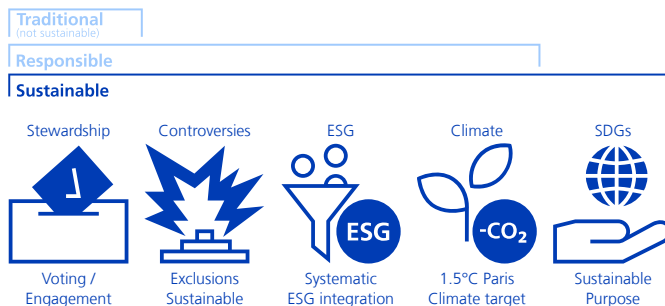 Traditional
(not sustainable)
Responsible
Sustainable
Stewardship Controversies ESG Climate SDGs
ESG -CO₂
Voting / Exclusions Systematic 1.5°C Paris Sustainable
Engagement Sustainable ESG integration Climate target Purpose